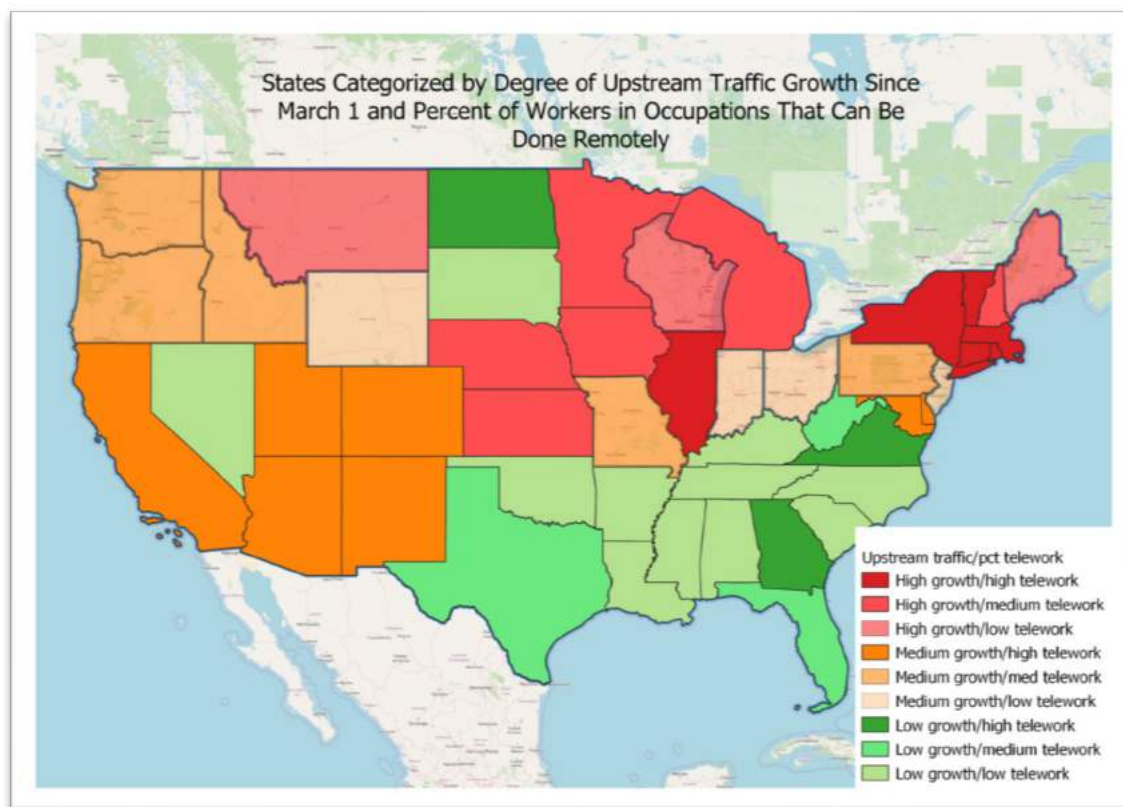 States Categorized by Degree of Upstream Traffic Growth Since
March 1 and Percent of Workers in Occupations That Can Be
Done Remotely
Upstream traffic/pct telework
High growth/high telework
High growth/medium telework
High growth/low telework
Medium growth/high telework
Medium growth/med telework
Medium growth/low telework
Low growth/high telework
Low growth/medium telework
Low growth/low telework